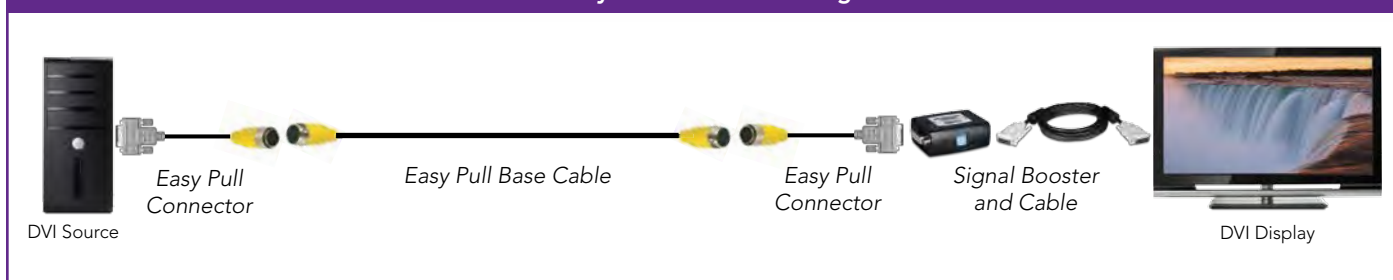 Easy Pull
Connector
Easy Pull Base Cable
Easy Pull
Connector
Signal Booster
and Cable
DVI Source
DVI Display